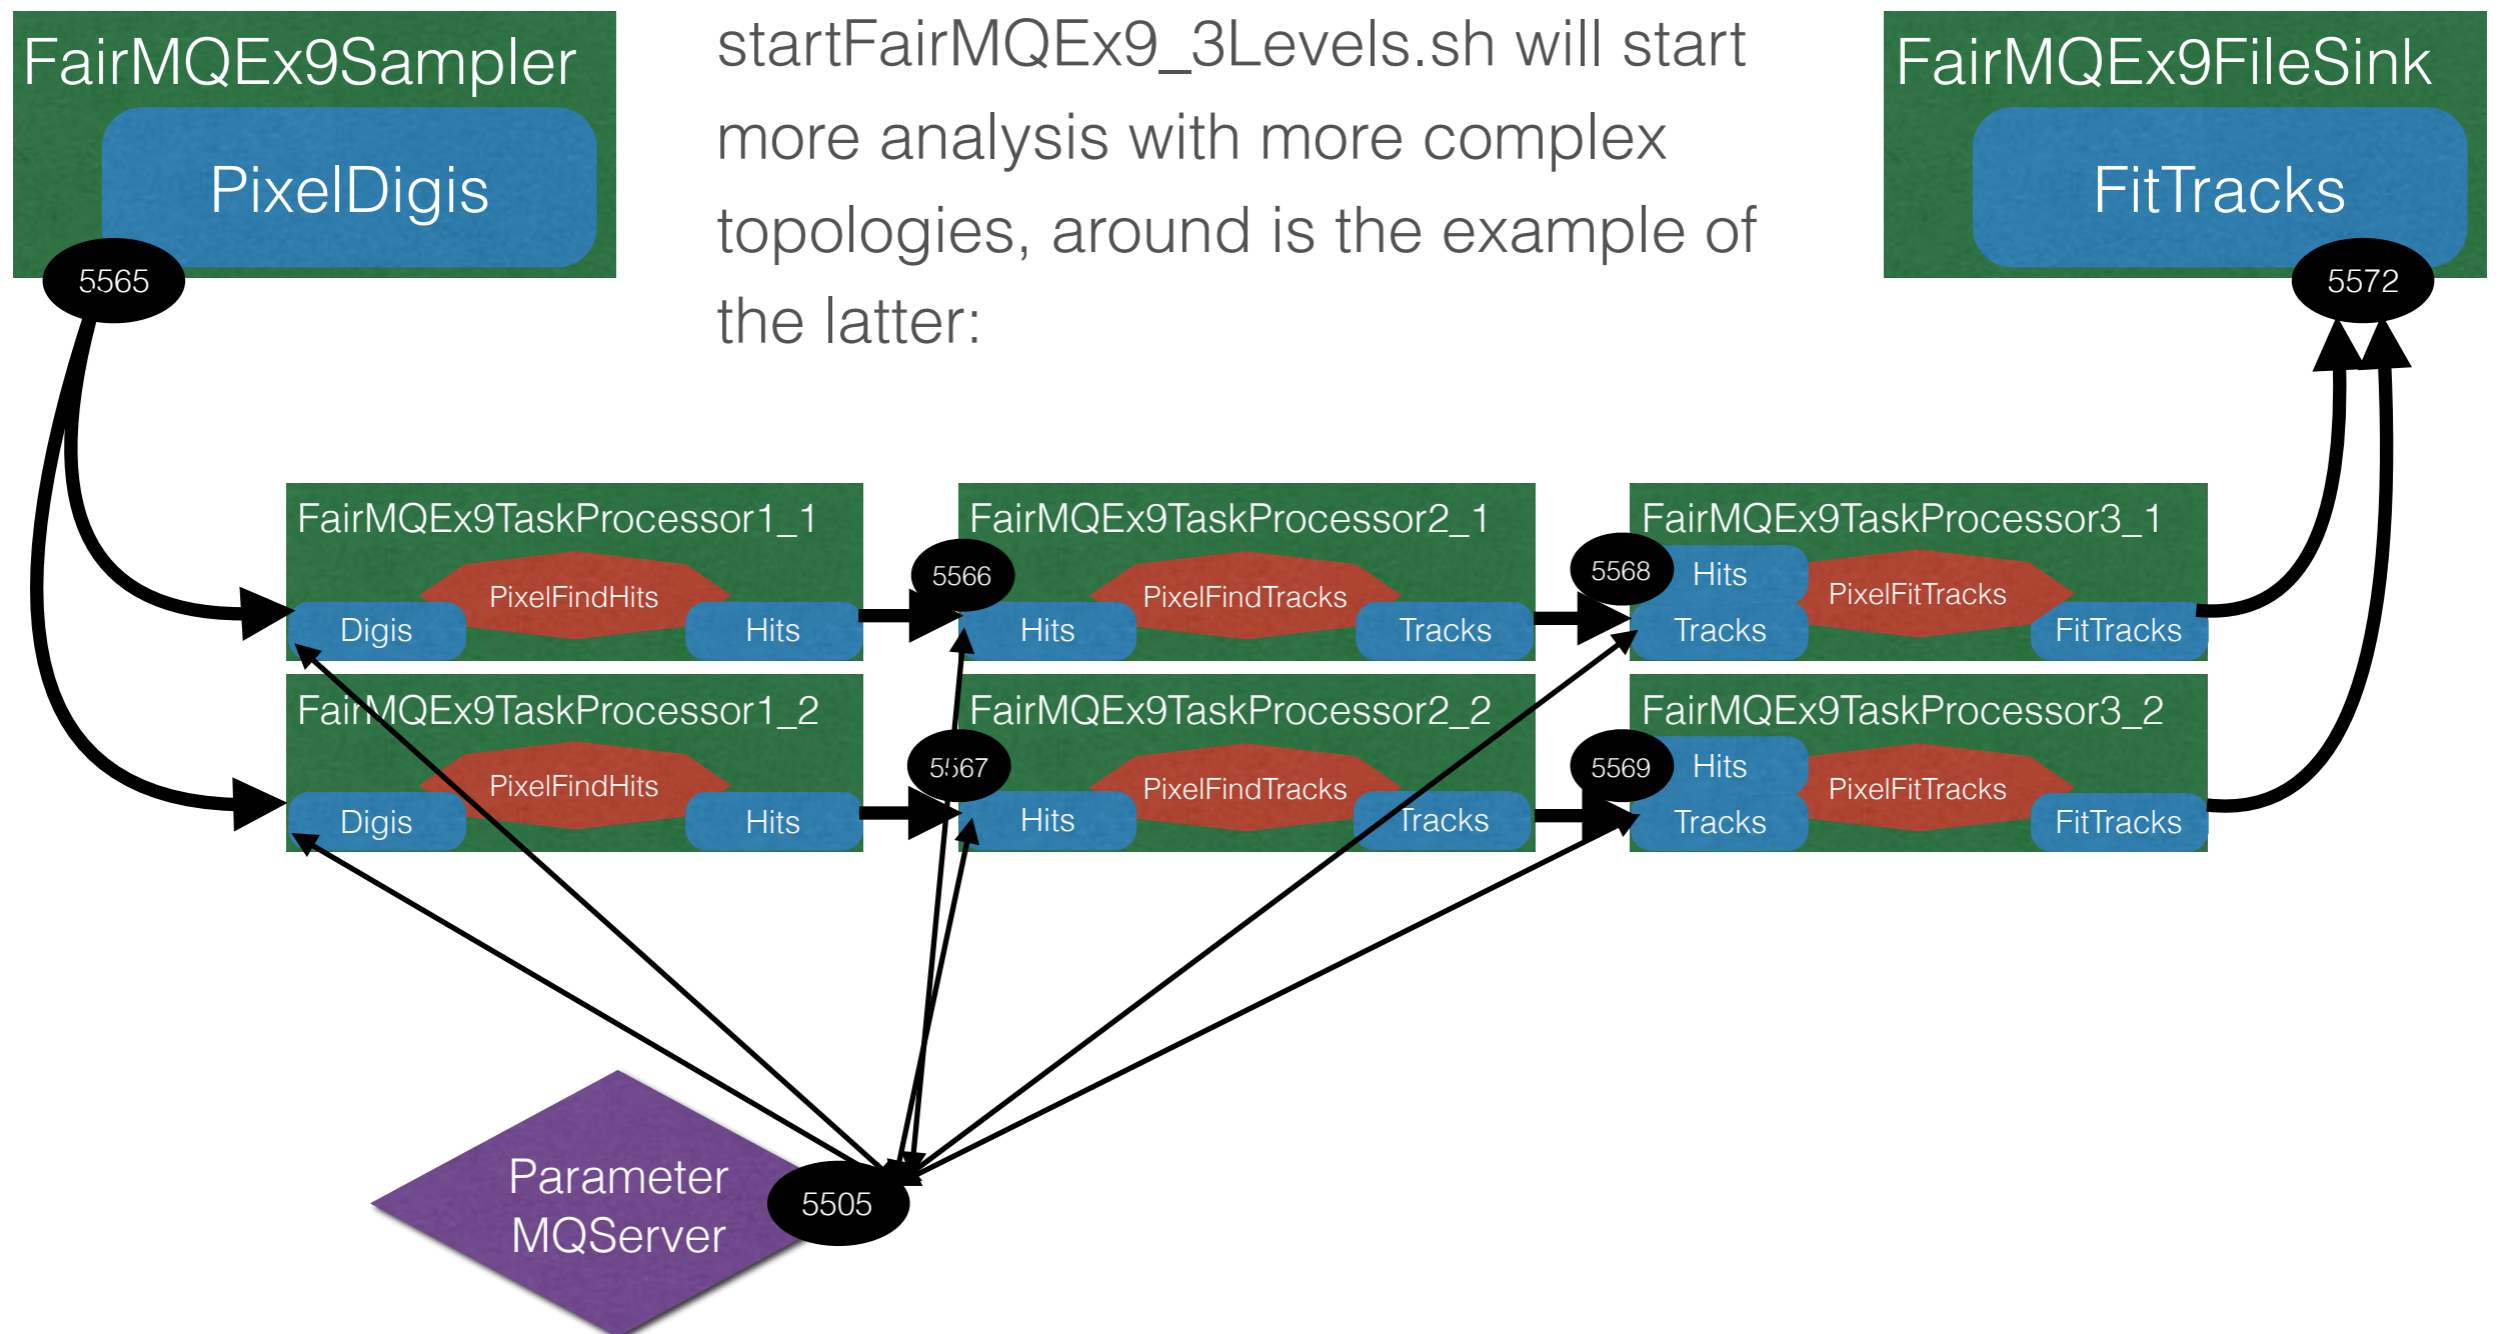 FairMQEx9Sampler
PixelDigis
5565
startFairMQEx9_3Levels.sh will start
more analysis with more complex
topologies, around is the example of
the latter:
FairMQEx9FileSink
FitTracks
5572
FairMQEx9TaskProcessor1_1
PixelFindHits
Digis
Hits
FairMQEx9TaskProcessor2_1
5566
PixelFindTracks
Hits
Tracks
FairMQEx9TaskProcessor3_1
5568
Hits
PixelFitTracks
Tracks
FitTracks
FairMQEx9TaskProcessor1_2
PixelFindHits
Digis
Hits
FairMQEx9TaskProcessor2_2
5567
PixelFindTracks
Hits
Tracks
FairMQEx9TaskProcessor3_2
5569
Hits
PixelFitTracks
Tracks
FitTracks
Parameter
MQServer
5505